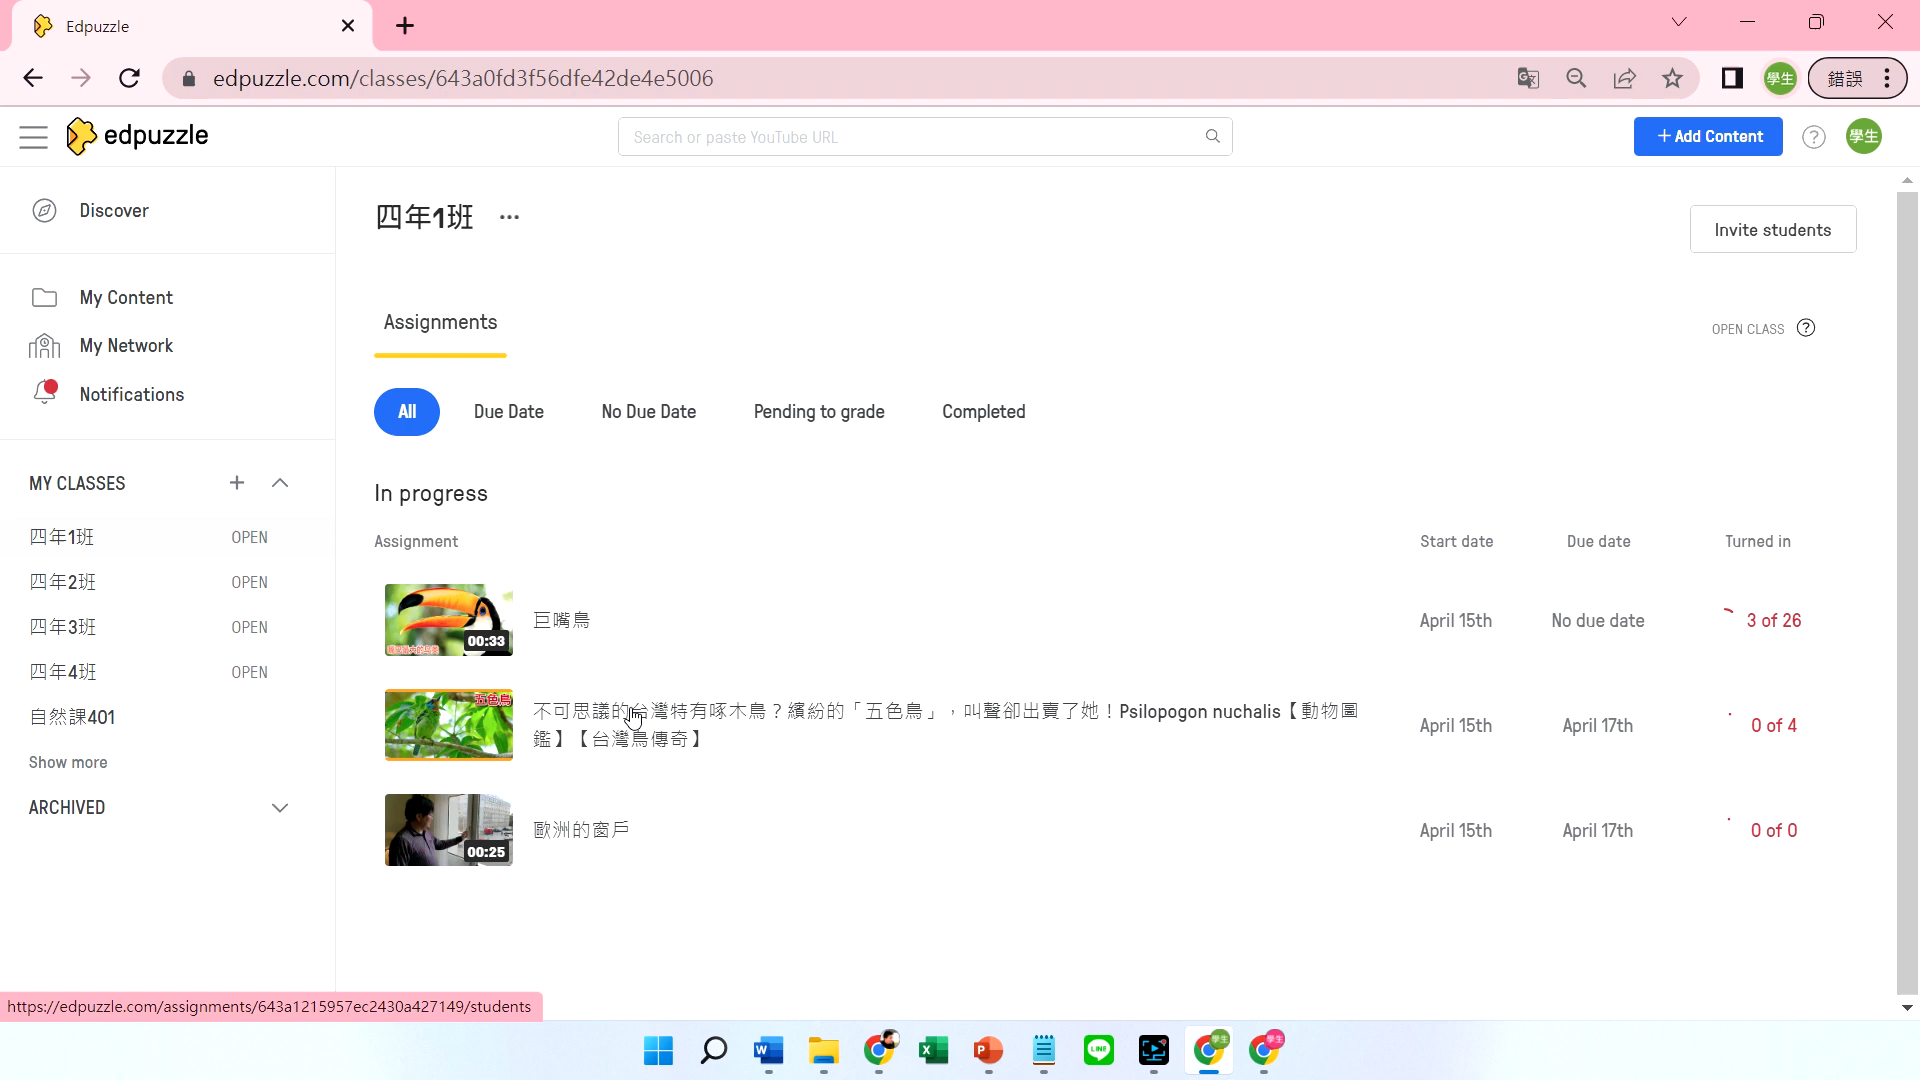 Edpuzzle
edpuzzle.com/classes/643a0fd3f56dfe42de4e5006
學生
錯誤
edpuzzle
Search or paste YouTube URL
+ Add Content
?
學生
Discover
My Content
My Network
Notifications
MY CLASSES
四年1班 OPEN
四年2班 OPEN
四年3班 OPEN
四年4班 OPEN
自然課401
Show more
ARCHIVED
四年1班 ...
Invite students
Assignments
OPEN CLASS ?
All Due Date No Due Date Pending to grade Completed
In progress
Assignment Start date Due date Turned in
00:33
巨嘴鳥 April 15th No due date 3 of 26
五色鳥
不可思議的台灣特有啄木鳥？繽紛的「五色鳥」，叫聲卻出賣了她！Psilopogon nuchalis【動物圖
鑑】【台灣鳥傳奇】 April 15th April 17th 0 of 4
00:25
歐洲的窗戶 April 15th April 17th 0 of 0
https://edpuzzle.com/assignments/643a1215957ec2430a427149/students